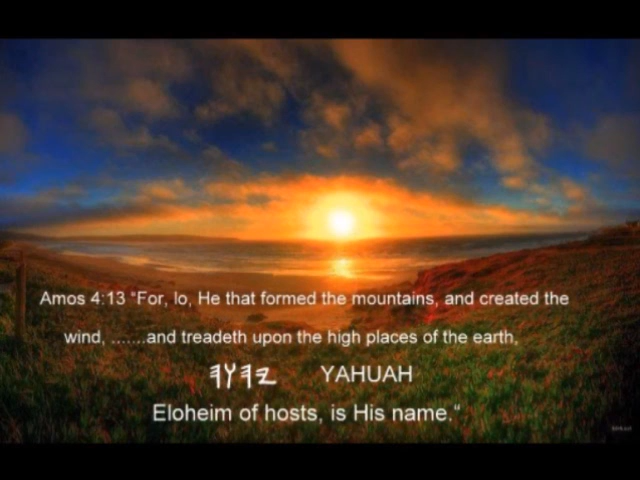 Amos 4:13 “For, lo, He that formed the mountains, and created the
wind, .......and treadeth upon the high places of the earth,
𐤉𐤄𐤅𐤄 YAHUAH
Eloheim of hosts, is His name.“